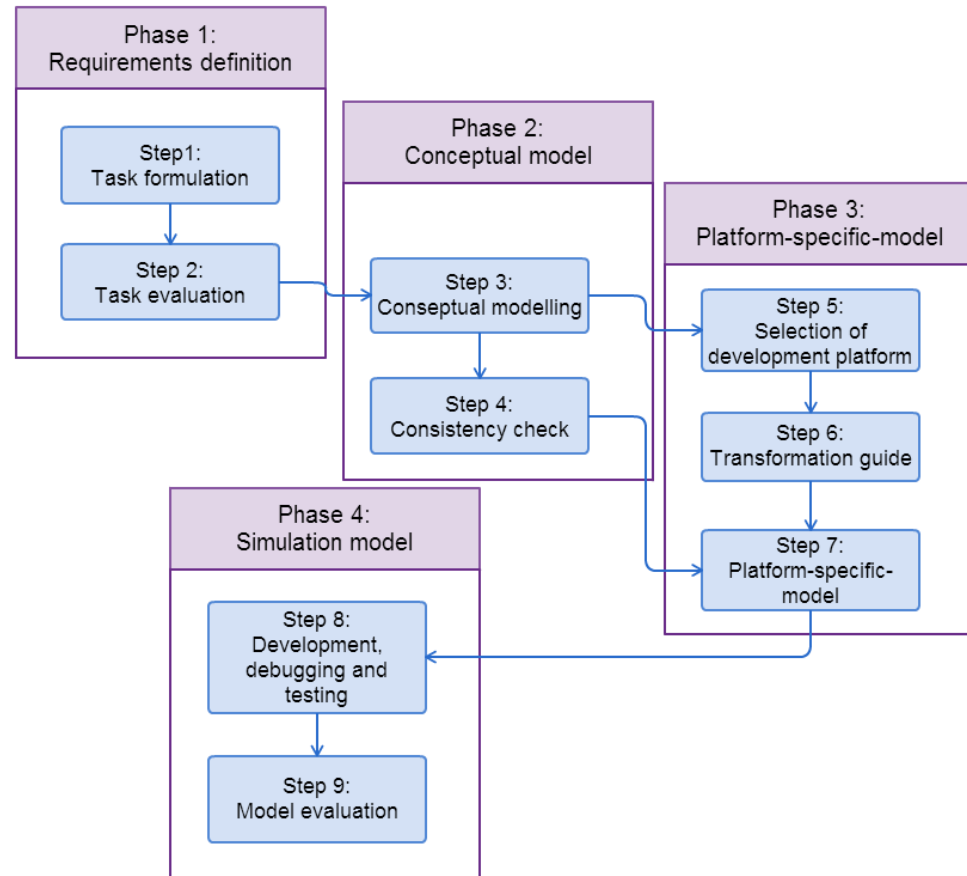 Phase 1:
Requirements definition
Step1:
Task formulation
Step 2:
Task evaluation
Phase 2:
Conceptual model
Step 3:
Conseptual modelling
Step 4:
Consistency check
Phase 3:
Platform-specific-model
Step 5:
Selection of
development platform
Step 6:
Transformation guide
Step 7:
Platform-specific-
model
Phase 4:
Simulation model
Step 8:
Development,
debugging and
testing
Step 9:
Model evaluation